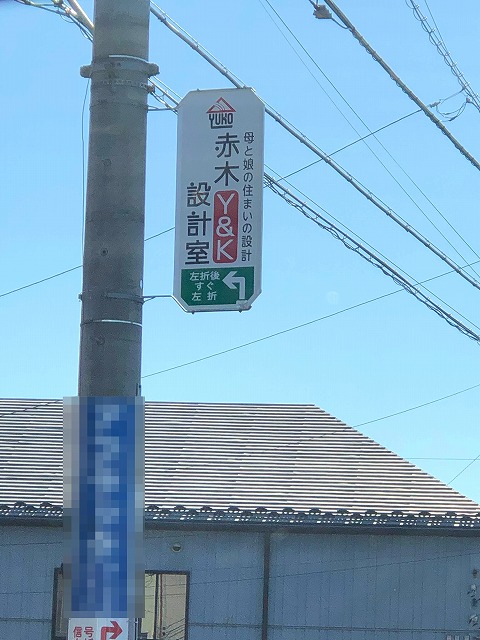 YUKO
母と娘の住まいの設計
赤木Y&K
設計室
左折後
すぐ
左折
信号